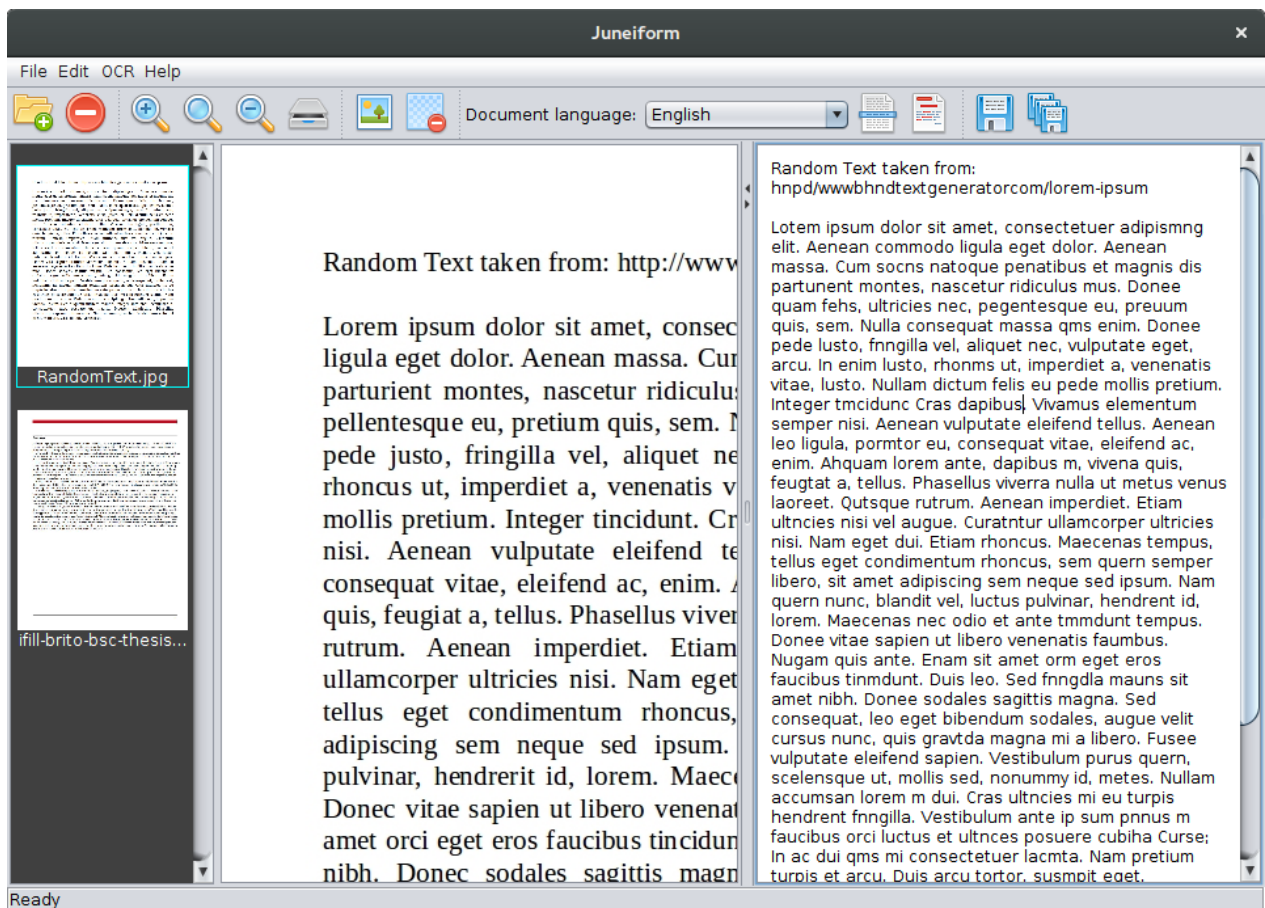 Juneiform
File Edit OCR Help
Document language: English
RandomText.jpg
ifill-brito-bsc-thesis...
Random Text taken from: http://www
Lorem ipsum dolor sit amet, consec
ligula eget dolor. Aenean massa. Cum
parturient montes, nascetur ridiculus
pellentesque eu, pretium quis, sem. N
pede justo, fringilla vel, aliquet ne
rhoncus ut, imperdiet a, venenatis v
mollis pretium. Integer tincidunt. Cr
nisi. Aenean vulputate eleifend te
consequat vitae, eleifend ac, enim. A
quis, feugiat a, tellus. Phasellus viver
rutrum. Aenean imperdiet. Etiam
ullamcorper ultricies nisi. Nam eget
tellus eget condimentum rhoncus,
adipiscing sem neque sed ipsum.
pulvinar, hendrerit id, lorem. Maece
Donec vitae sapien ut libero venenat
amet orci eget eros faucibus tincidun
nibh. Donec sodales sagittis magn
Random Text taken from:
hnpd/wwwbhndtextgeneratorcom/lorem-ipsum
Lotem ipsum dolor sit amet, consectetuer adipismng
elit. Aenean commodo ligula eget dolor. Aenean
massa. Cum socns natoque penatibus et magnis dis
partunent montes, nascetur ridiculus mus. Donee
quam fehs, ultricies nec, pegentesque eu, preuum
quis, sem. Nulla consequat massa qms enim. Donee
pede lusto, fnngilla vel, aliquet nec, vulputate eget,
arcu. In enim lusto, rhonms ut, imperdiet a, venenatis
vitae, lusto. Nullam dictum felis eu pede mollis pretium.
Integer tmcidunc Cras dapibus. Vivamus elementum
semper nisi. Aenean vulputate eleifend tellus. Aenean
leo ligula, pormtor eu, consequat vitae, eleifend ac,
enim. Ahquam lorem ante, dapibus m, vivena quis,
feugtat a, tellus. Phasellus viverra nulla ut metus venus
laoreet. Qutsque rutrum. Aenean imperdiet. Etiam
ultncies nisi vel augue. Curatntur ullamcorper ultricies
nisi. Nam eget dui. Etiam rhoncus. Maecenas tempus,
tellus eget condimentum rhoncus, sem quern semper
libero, sit amet adipiscing sem neque sed ipsum. Nam
quern nunc, blandit vel, luctus pulvinar, hendrent id,
lorem. Maecenas nec odio et ante tmmdunt tempus.
Donee vitae sapien ut libero venenatis faumbus.
Nugam quis ante. Enam sit amet orm eget eros
faucibus tinmdunt. Duis leo. Sed fnngdla mauns sit
amet nibh. Donee sodales sagittis magna. Sed
consequat, leo eget bibendum sodales, augue velit
cursus nunc, quis gravtda magna mi a libero. Fusee
vulputate eleifend sapien. Vestibulum purus quern,
scelensque ut, mollis sed, nonummy id, metes. Nullam
accumsan lorem m dui. Cras ultncies mi eu turpis
hendrent fnngilla. Vestibulum ante ip sum pnnus m
faucibus orci luctus et ultnces posuere cubiha Curse;
In ac dui qms mi consectetuer lacmta. Nam pretium
turpis et arcu. Duis arcu tortor, susmpit eget,
Ready